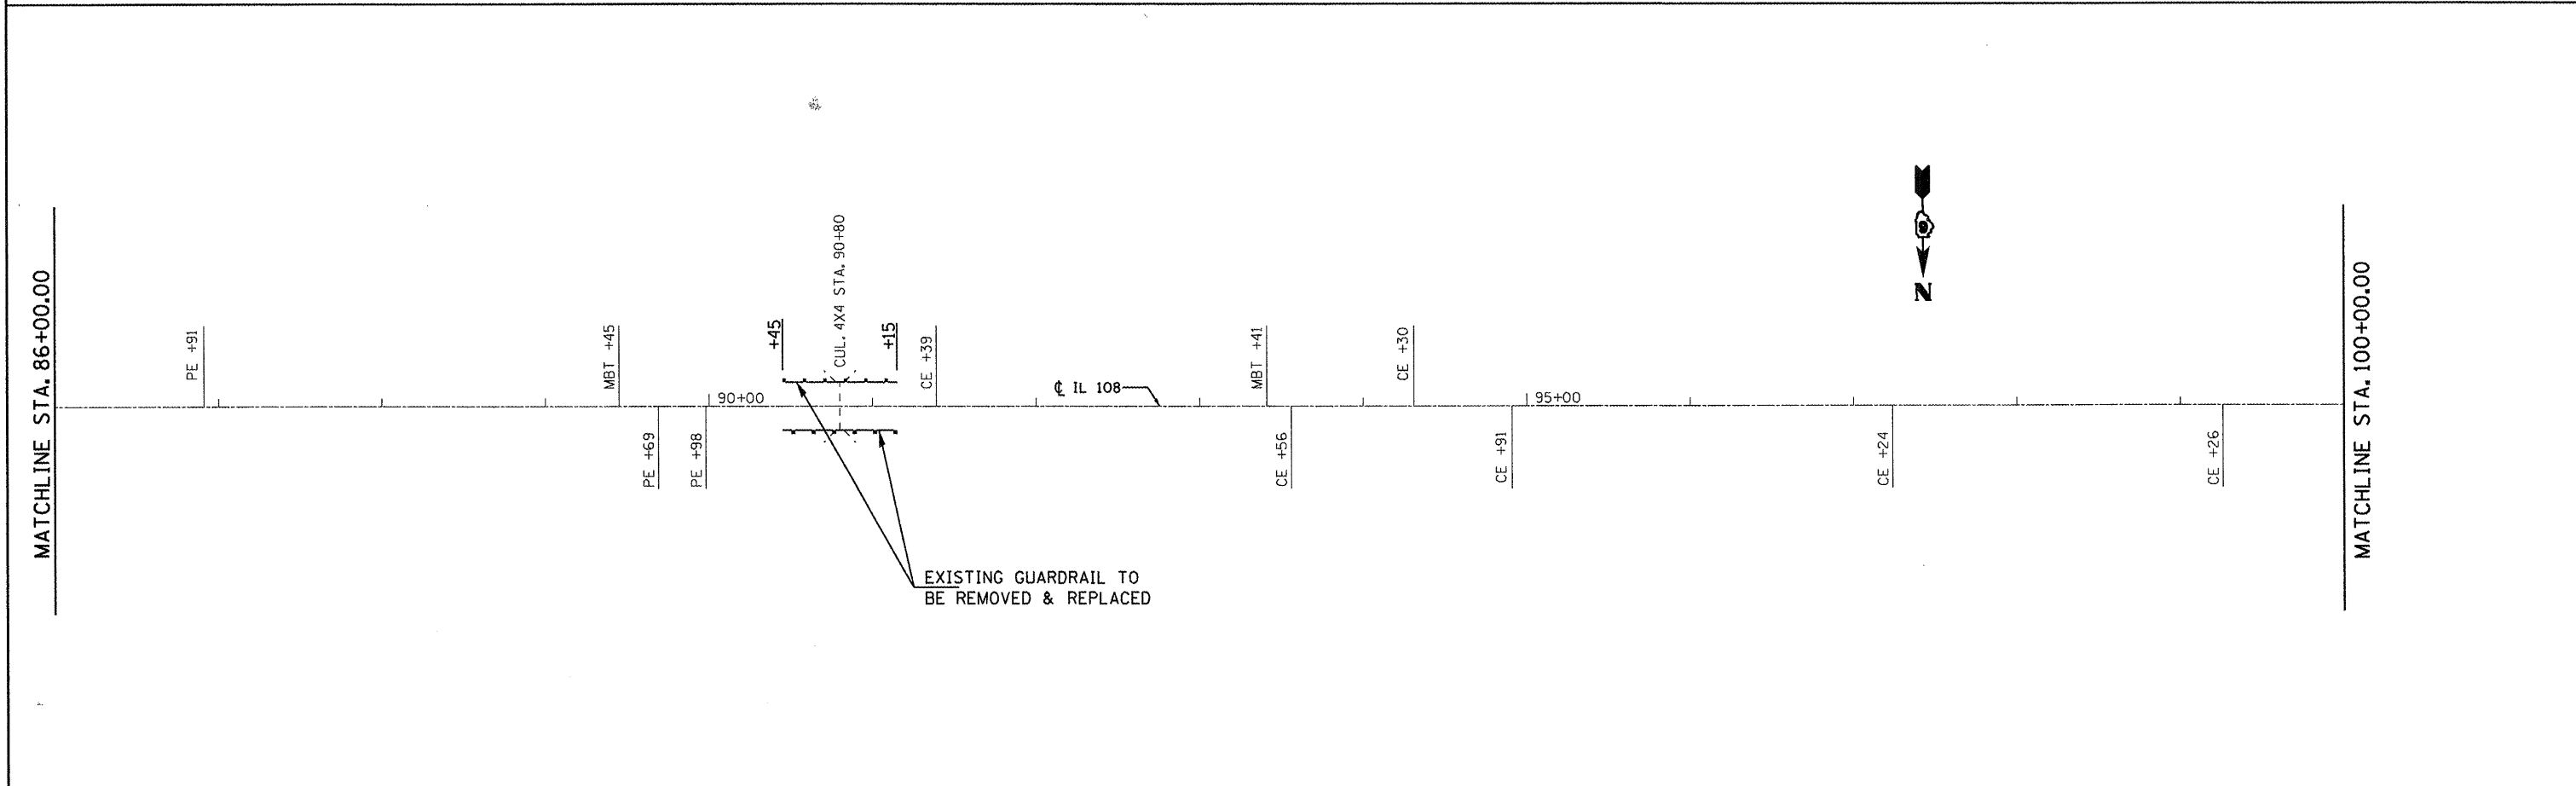 MATCHLINE STA. 86+00.00
PE +91
MBT +45
PE +69
PE +98
90+00
+45
CUL. 4X4 STA. 90+80
+15
CE +39
℄ IL 108
MBT +41
CE +56
CE +30
CE +91
95+00
CE +24
N
CE +26
MATCHLINE STA. 100+00.00
EXISTING GUARDRAIL TO
BE REMOVED & REPLACED